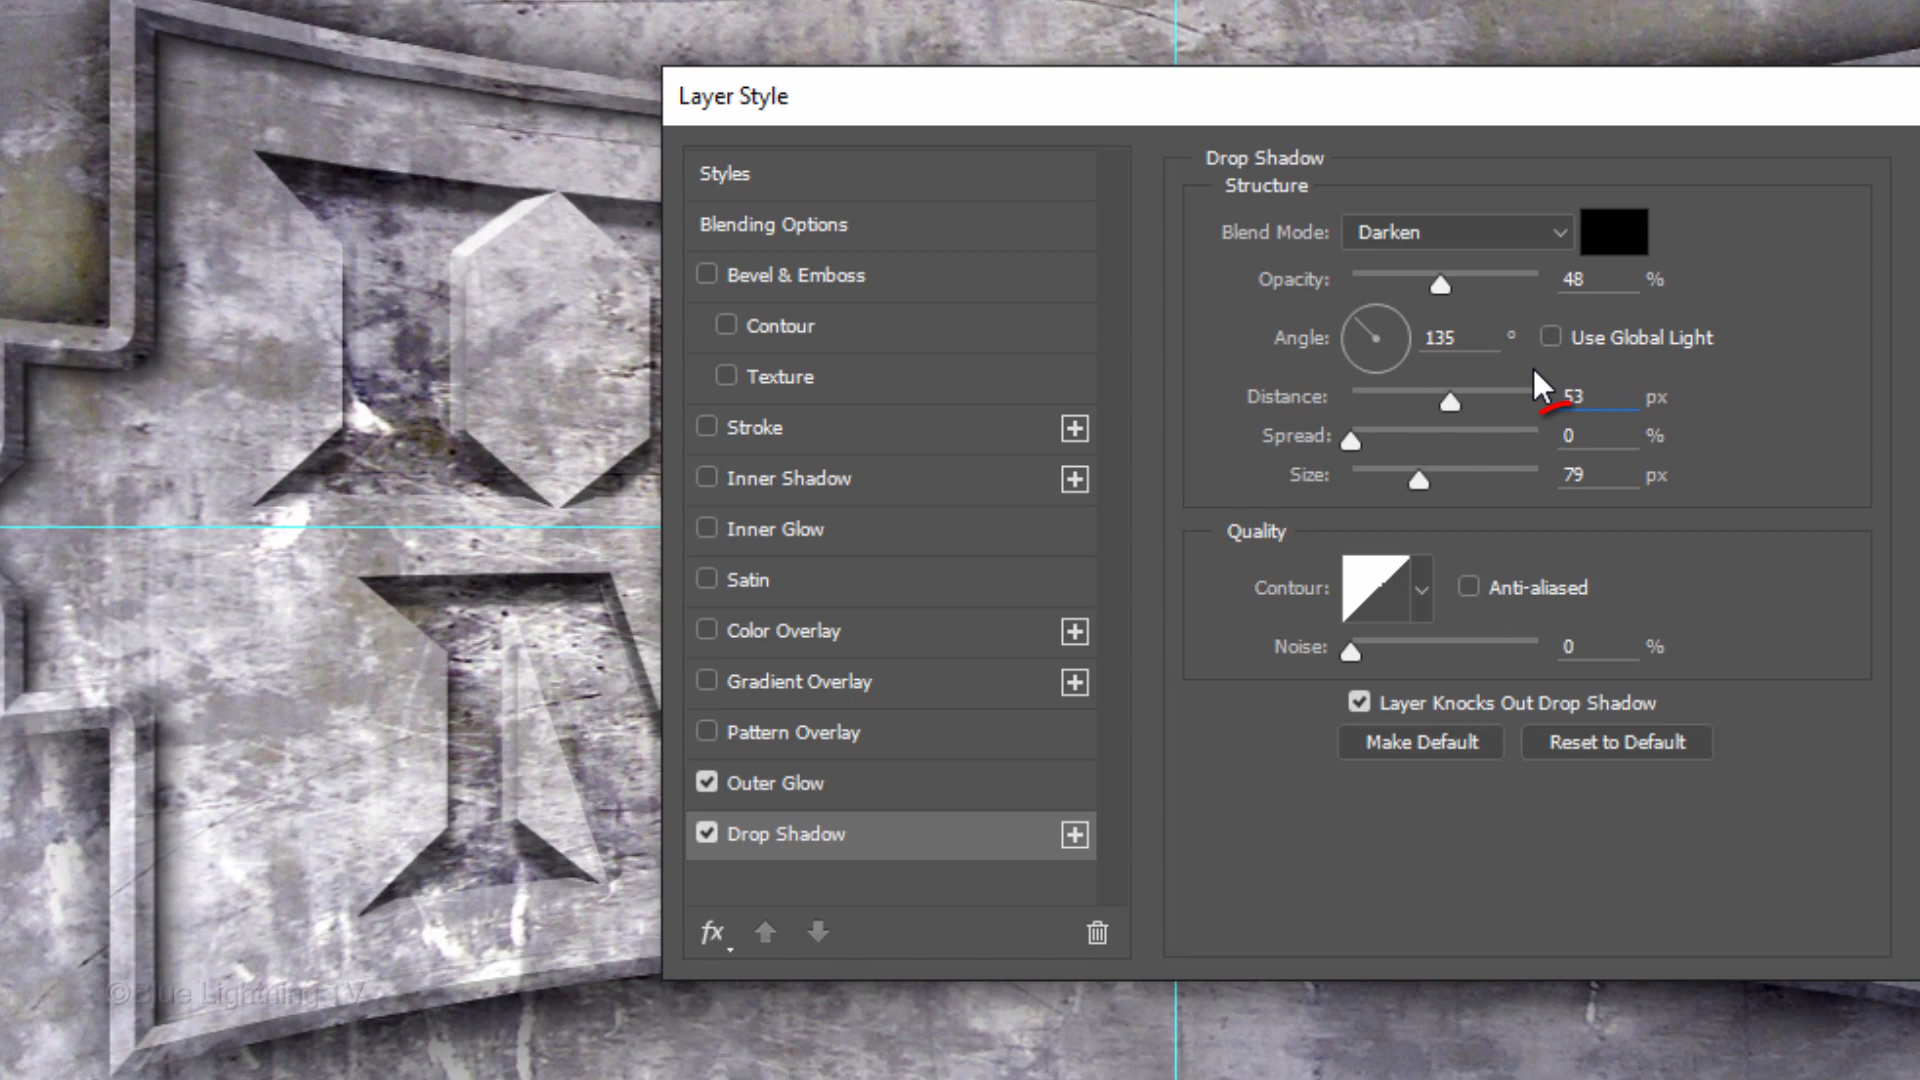 Layer Style
Styles
Blending Options
Bevel & Emboss
Contour
Texture
Stroke
Inner Shadow
Inner Glow
Satin
Color Overlay
Gradient Overlay
Pattern Overlay
Outer Glow
Drop Shadow
fx
Drop Shadow
Structure
Blend Mode: Darken
Opacity: 48 %
Angle: 135 ° Use Global Light
Distance: 53 px
Spread: 0 %
Size: 79 px
Quality
Contour: Anti-aliased
Noise: 0 %
Layer Knocks Out Drop Shadow
Make Default Reset to Default
©Blue Lightning TV